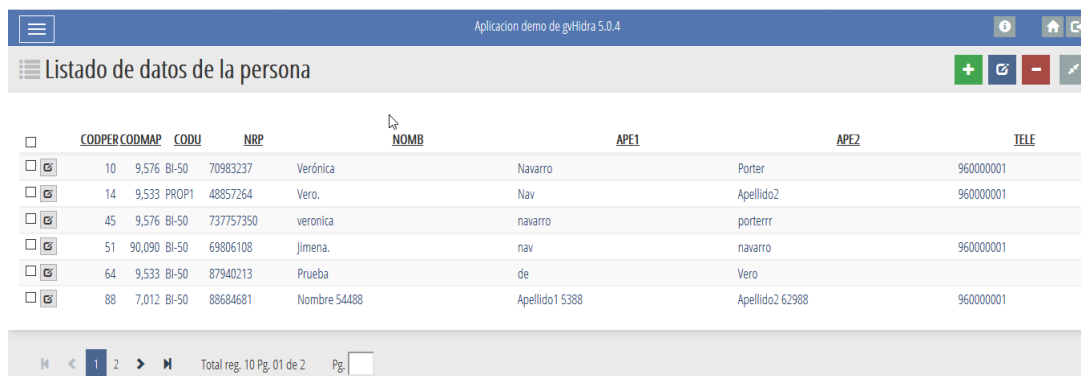 Aplicacion demo de gvHidra 5.0.4
Listado de datos de la persona
CODPER CODMAP CODU NRP NOMB APE1 APE2 TELE
10 9,576 BI-50 70983237 Verónica Navarro Porter 960000001
14 9,533 PROP1 48857264 Vero. Nav Apellido2 960000001
45 9,576 BI-50 737757350 veronica navarro porterrr
51 90,090 BI-50 69806108 Jimena. nav navarro 960000001
64 9,533 BI-50 87940213 Prueba de Vero
88 7,012 BI-50 88684681 Nombre 54488 Apellido1 5388 Apellido2 62988 960000001
1 2 Total reg. 10 Pg. 01 de 2 Pg.